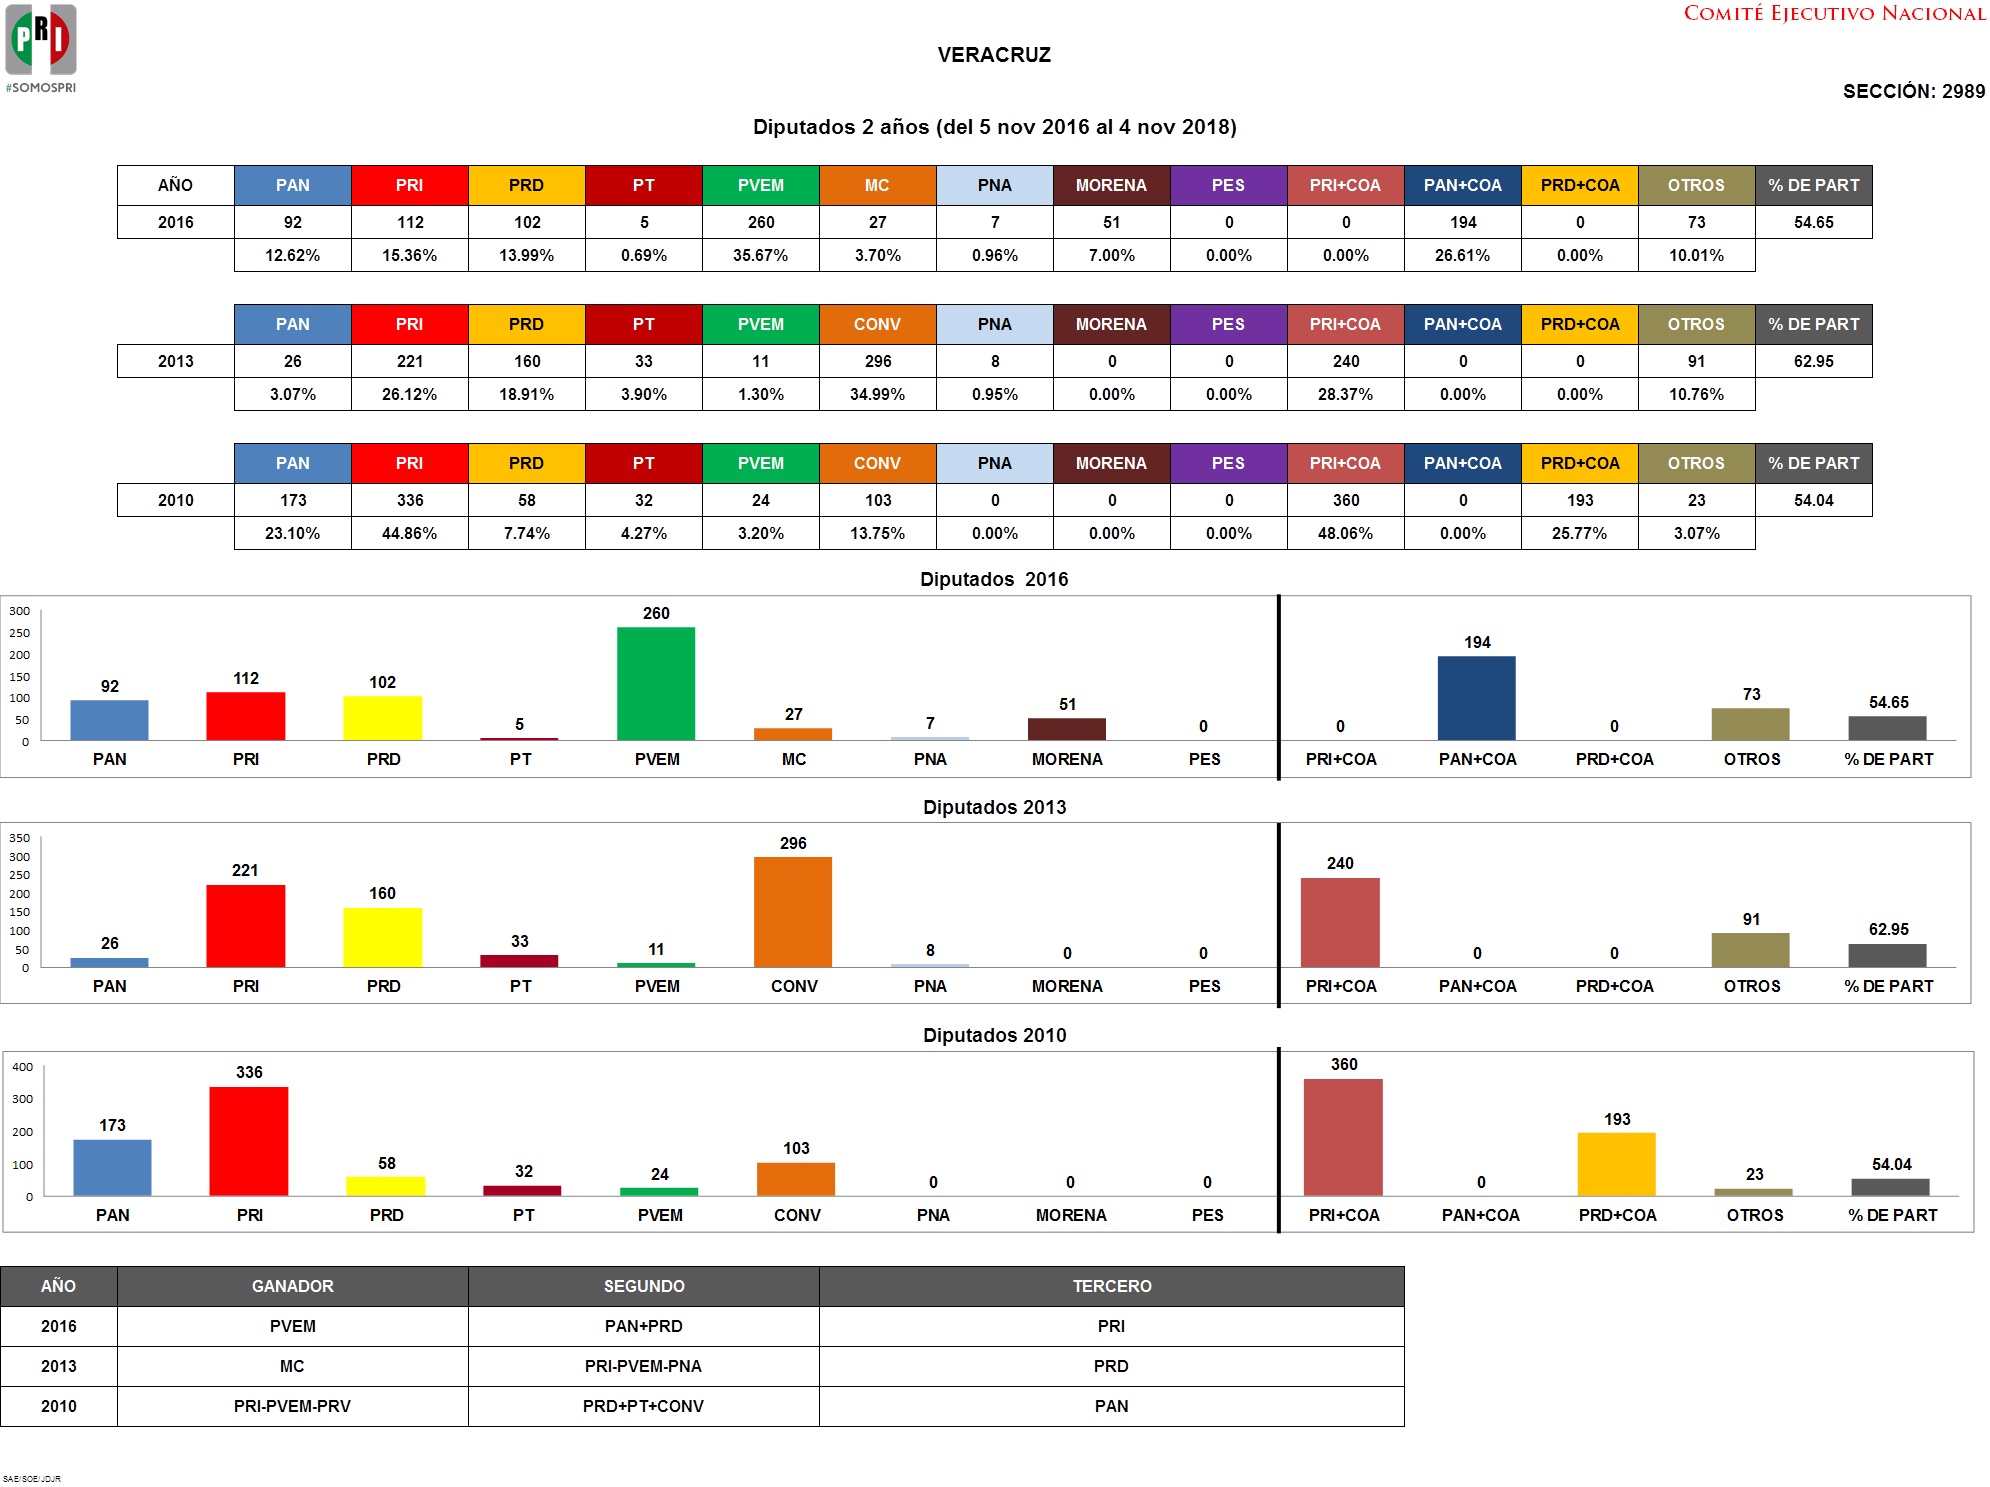 PRI
#SOMOSPRI
COMITÉ EJECUTIVO NACIONAL
VERACRUZ
SECCIÓN: 2989
Diputados 2 años (del 5 nov 2016 al 4 nov 2018)
AÑO PAN PRI PRD PT PVEM MC PNA MORENA PES PRI+COA PAN+COA PRD+COA OTROS % DE PART
2016 92 112 102 5 260 27 7 51 0 0 194 0 73 54.65
12.62% 15.36% 13.99% 0.69% 35.67% 3.70% 0.96% 7.00% 0.00% 0.00% 26.61% 0.00% 10.01%
PAN PRI PRD PT PVEM CONV PNA MORENA PES PRI+COA PAN+COA PRD+COA OTROS % DE PART
2013 26 221 160 33 11 296 8 0 0 240 0 0 91 62.95
3.07% 26.12% 18.91% 3.90% 1.30% 34.99% 0.95% 0.00% 0.00% 28.37% 0.00% 0.00% 10.76%
PAN PRI PRD PT PVEM CONV PNA MORENA PES PRI+COA PAN+COA PRD+COA OTROS % DE PART
2010 173 336 58 32 24 103 0 0 0 360 0 193 23 54.04
23.10% 44.86% 7.74% 4.27% 3.20% 13.75% 0.00% 0.00% 0.00% 48.06% 0.00% 25.77% 3.07%
Diputados 2016
300
250
200
150
100
50
0
92 112 102 5 260 27 7 51 0 0 194 0 73 54.65
PAN PRI PRD PT PVEM MC PNA MORENA PES PRI+COA PAN+COA PRD+COA OTROS % DE PART
Diputados 2013
350
300
250
200
150
100
50
0
26 221 160 33 11 296 8 0 0 240 0 0 91 62.95
PAN PRI PRD PT PVEM CONV PNA MORENA PES PRI+COA PAN+COA PRD+COA OTROS % DE PART
Diputados 2010
400
300
200
100
0
173 336 58 32 24 103 0 0 0 360 0 193 23 54.04
PAN PRI PRD PT PVEM CONV PNA MORENA PES PRI+COA PAN+COA PRD+COA OTROS % DE PART
AÑO GANADOR SEGUNDO TERCERO
2016 PVEM PAN+PRD PRI
2013 MC PRI-PVEM-PNA PRD
2010 PRI-PVEM-PRV PRD+PT+CONV PAN
SAE/SOE/JDJR